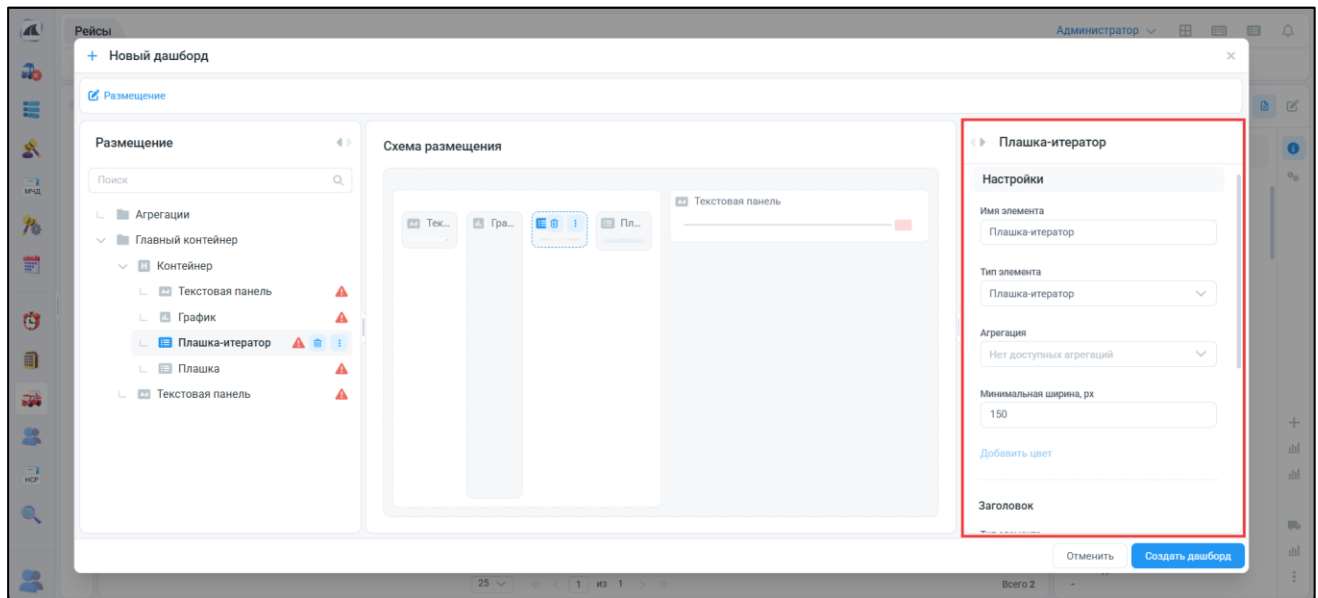 Рейсы
Администратор
+ Новый дашборд
Размещение
Размещение
Поиск
Агрегации
Главный контейнер
Контейнер
Текстовая панель
График
Плашка-итератор
Плашка
Текстовая панель
Схема размещения
Тек...
Гра...
Пл...
Текстовая панель
Плашка-итератор
Настройки
Имя элемента
Плашка-итератор
Тип элемента
Плашка-итератор
Агрегация
Нет доступных агрегаций
Минимальная ширина, px
150
Добавить цвет
Заголовок
Отменить
Создать дашборд
МЧД
НСР
25
1 из 1
Всего 2
-